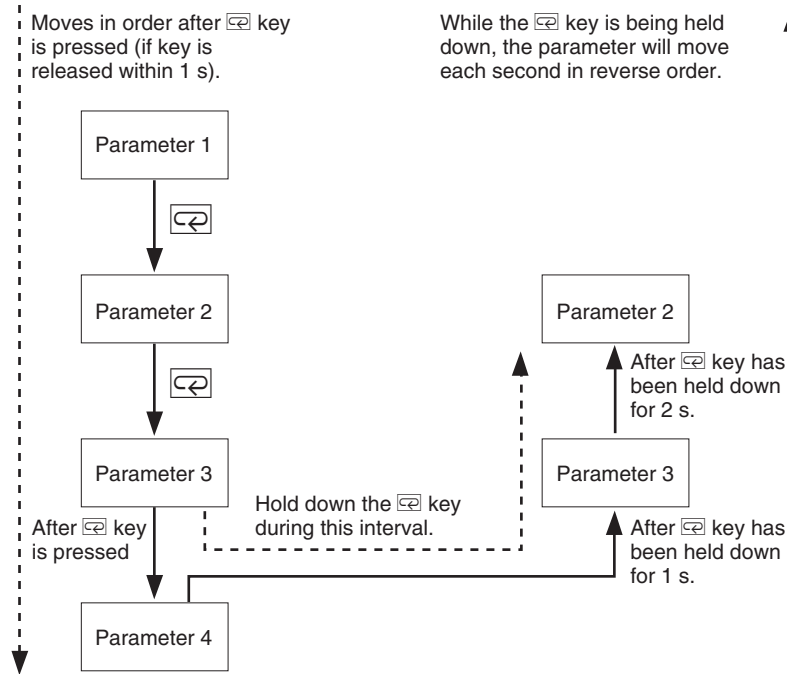 Moves in order after key
is pressed (if key is
released within 1 s).
While the key is being held
down, the parameter will move
each second in reverse order.
Parameter 1
Parameter 2
Parameter 3
After key
is pressed
Parameter 4
Hold down the key
during this interval.
Parameter 2
After key has
been held down
for 2 s.
Parameter 3
After key has
been held down
for 1 s.